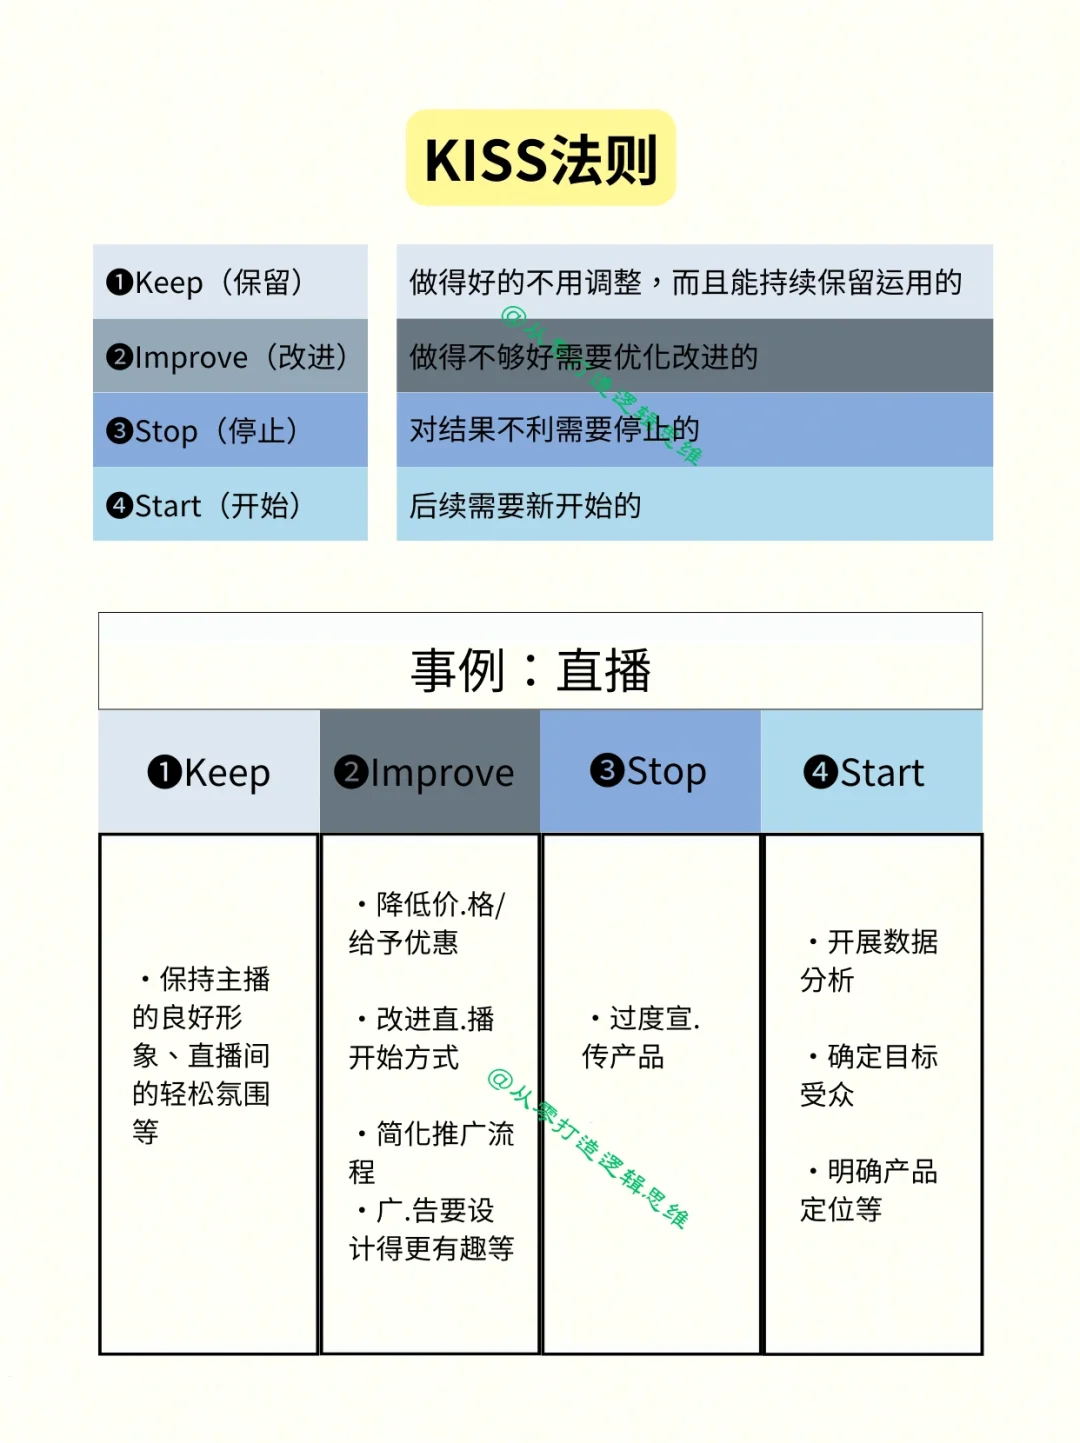 KISS法则
❶Keep（保留）
做得好的不用调整，而且能持续保留运用的
❷Improve（改进）
做得不够好需要优化改进的
❸Stop（停止）
对结果不利需要停止的
❹Start（开始）
后续需要新开始的
@从零打造逻辑思维
事例：直播
❶Keep
❷Improve
❸Stop
❹Start
・保持主播
的良好形
象、直播间
的轻松氛围
等
・降低价.格/
给予优惠
・改进直.播
开始方式
・简化推广流
程
・广.告要设
计得更有趣等
・过度宣.
传产品
・开展数据
分析
・确定目标
受众
・明确产品
定位等
@从零打造逻辑思维